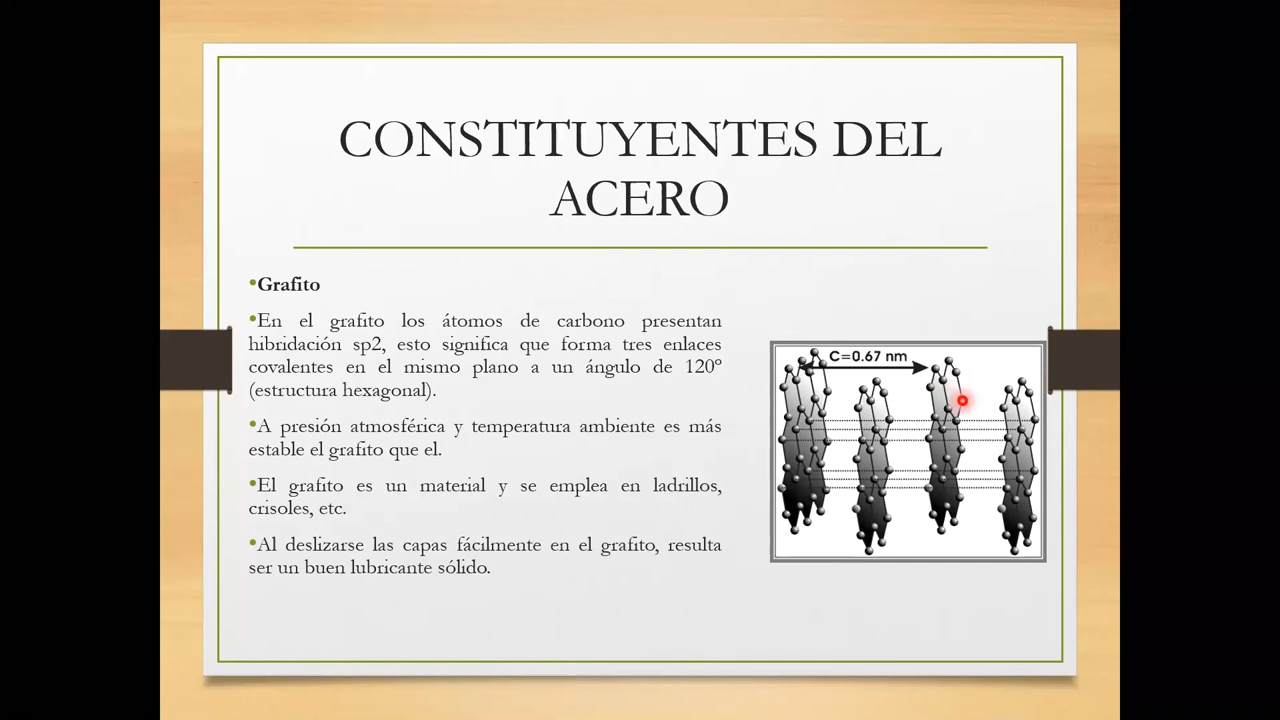 CONSTITUYENTES DEL
ACERO
•Grafito
•En el grafito los átomos de carbono presentan
hibridación sp2, esto significa que forma tres enlaces
covalentes en el mismo plano a un ángulo de 120º
(estructura hexagonal).
•A presión atmosférica y temperatura ambiente es más
estable el grafito que el.
•El grafito es un material y se emplea en ladrillos,
crisoles, etc.
•Al deslizarse las capas fácilmente en el grafito, resulta
ser un buen lubricante sólido.
C=0.67 nm